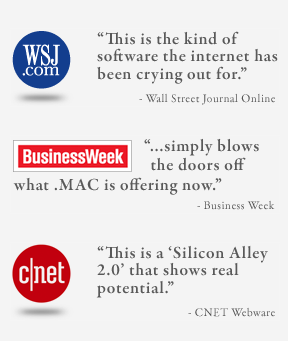 WSJ
.com
“This is the kind of
software the internet has
been crying out for.”
- Wall Street Journal Online
BusinessWeek
“...simply blows
the doors off
what .MAC is offering now.”
- Business Week
c|net
“This is a ‘Silicon Alley
2.0’ that shows real
potential.”
- CNET Webware